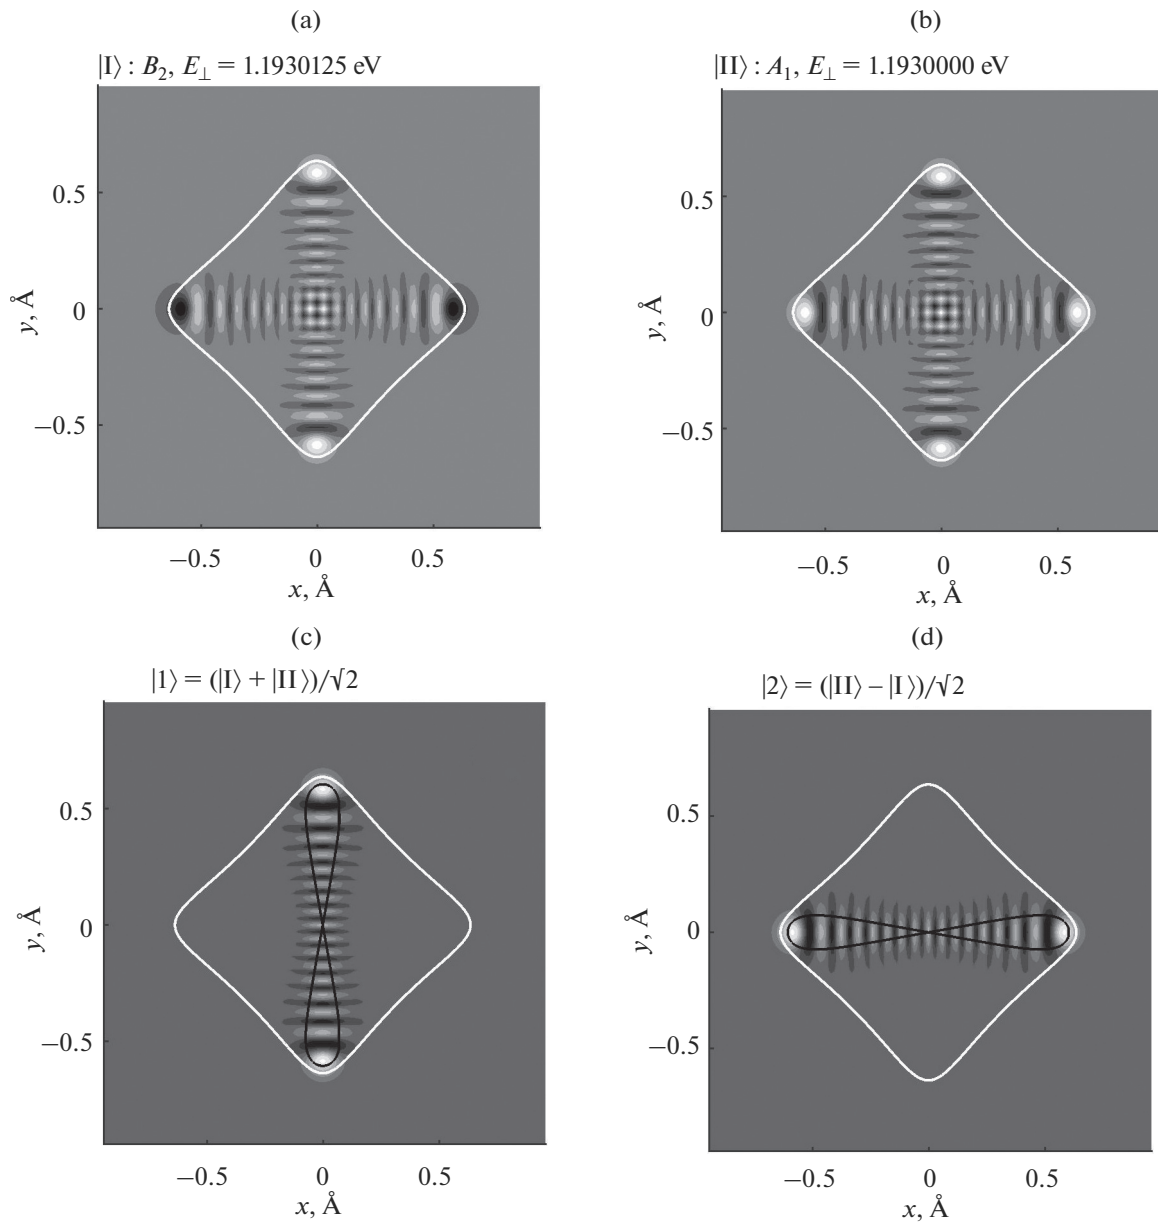 (a)
|I⟩ : B₂, E⊥ = 1.1930125 eV
0.5
0
−0.5
y, Å
−0.5 0 0.5
x, Å
(b)
|II⟩ : A₁, E⊥ = 1.1930000 eV
0.5
0
−0.5
y, Å
−0.5 0 0.5
x, Å
(c)
|1⟩ = (|I⟩ + |II⟩)/√2
0.5
0
−0.5
y, Å
−0.5 0 0.5
x, Å
(d)
|2⟩ = (|II⟩ − |I⟩)/√2
0.5
0
−0.5
y, Å
−0.5 0 0.5
x, Å